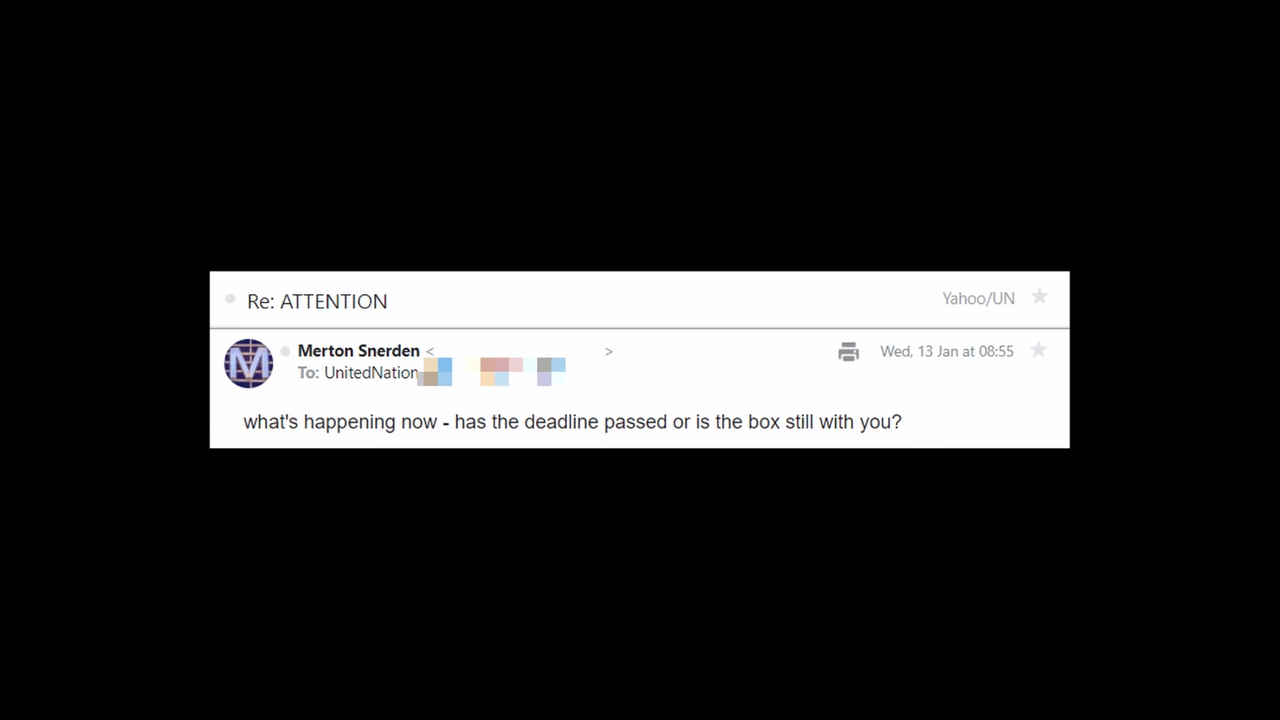 Re: ATTENTION
Yahoo/UN
M
Merton Snerden < >
Wed, 13 Jan at 08:55
To: UnitedNation
what's happening now - has the deadline passed or is the box still with you?